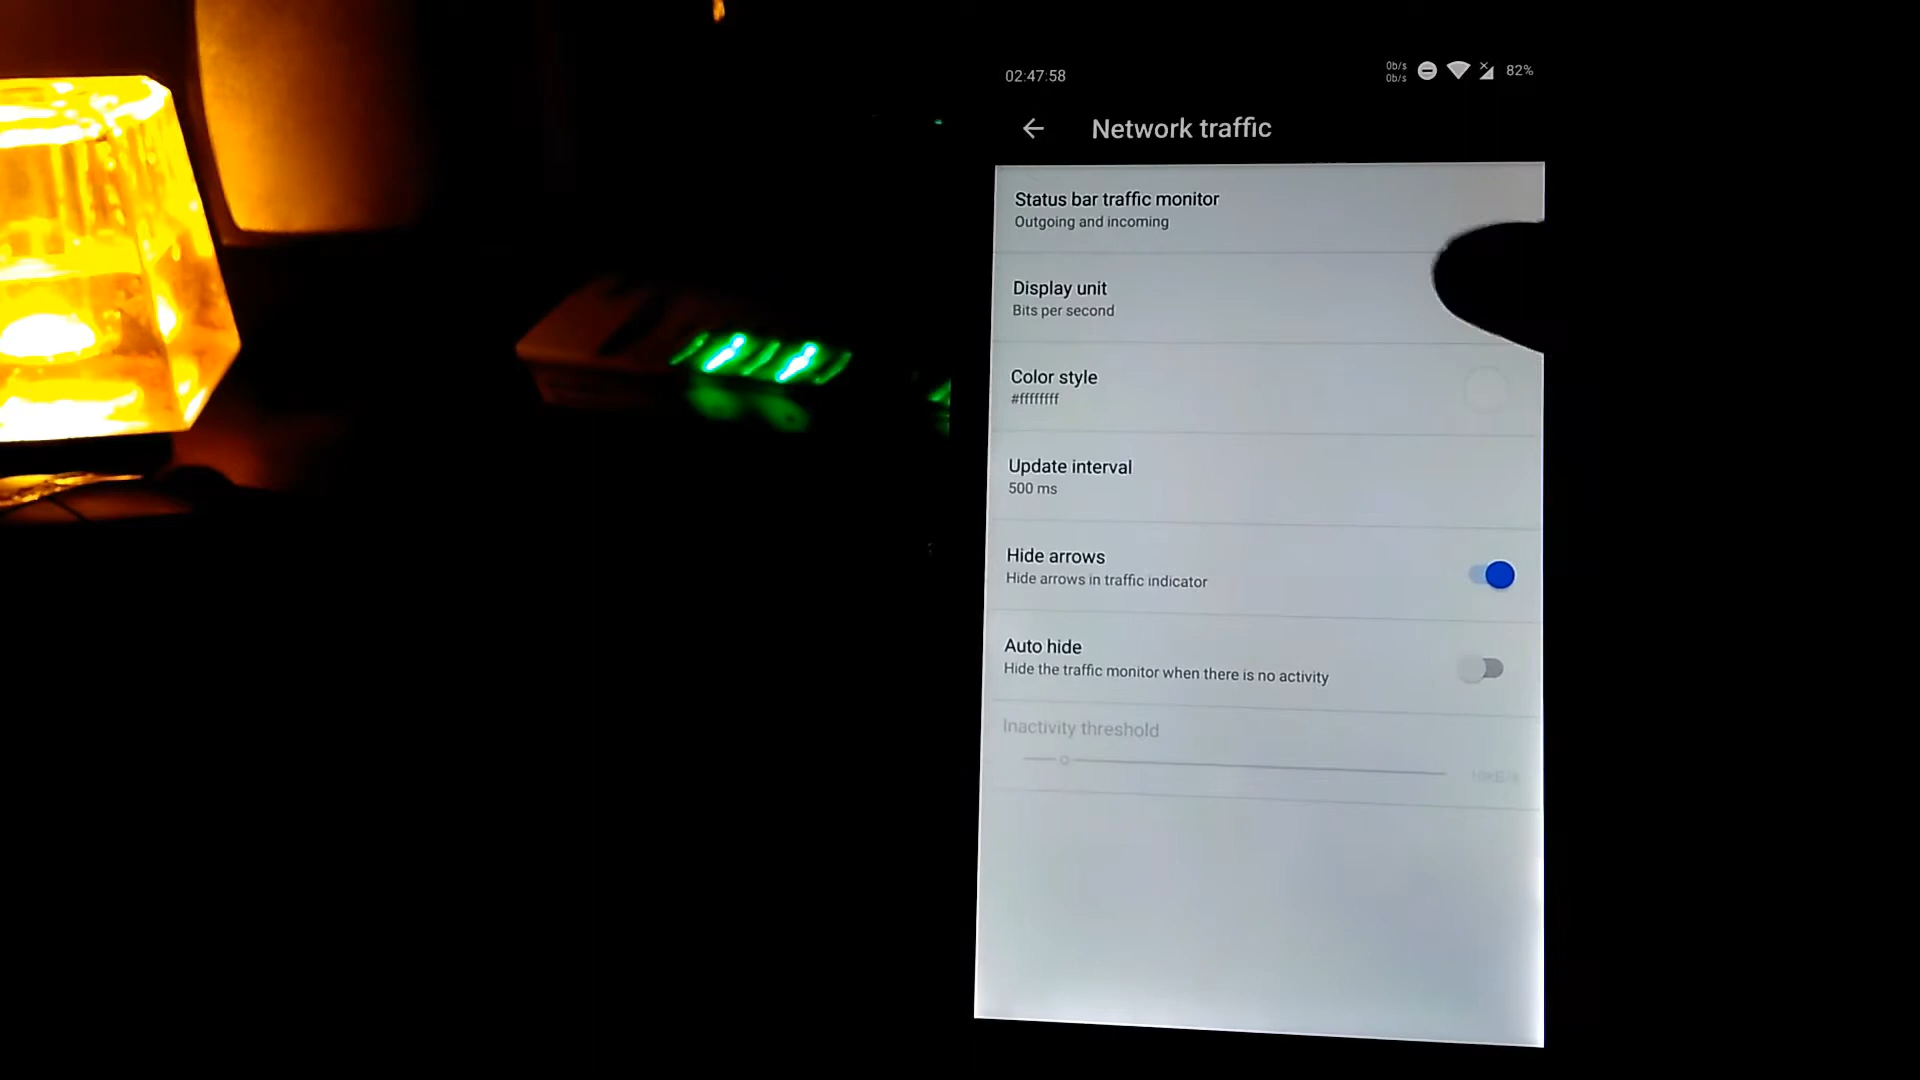 02:47:58
0b/s
0b/s
82%
Network traffic
Status bar traffic monitor
Outgoing and incoming
Display unit
Bits per second
Color style
#ffffffff
Update interval
500 ms
Hide arrows
Hide arrows in traffic indicator
Auto hide
Hide the traffic monitor when there is no activity
Inactivity threshold